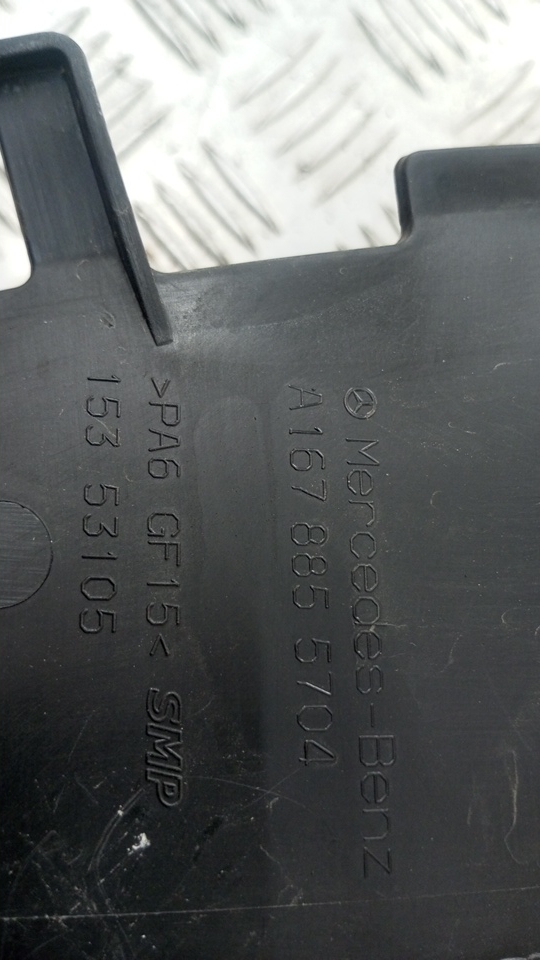 Mercedes-Benz
A167 885 5704
>PA6 GF15< SMP
153 53105